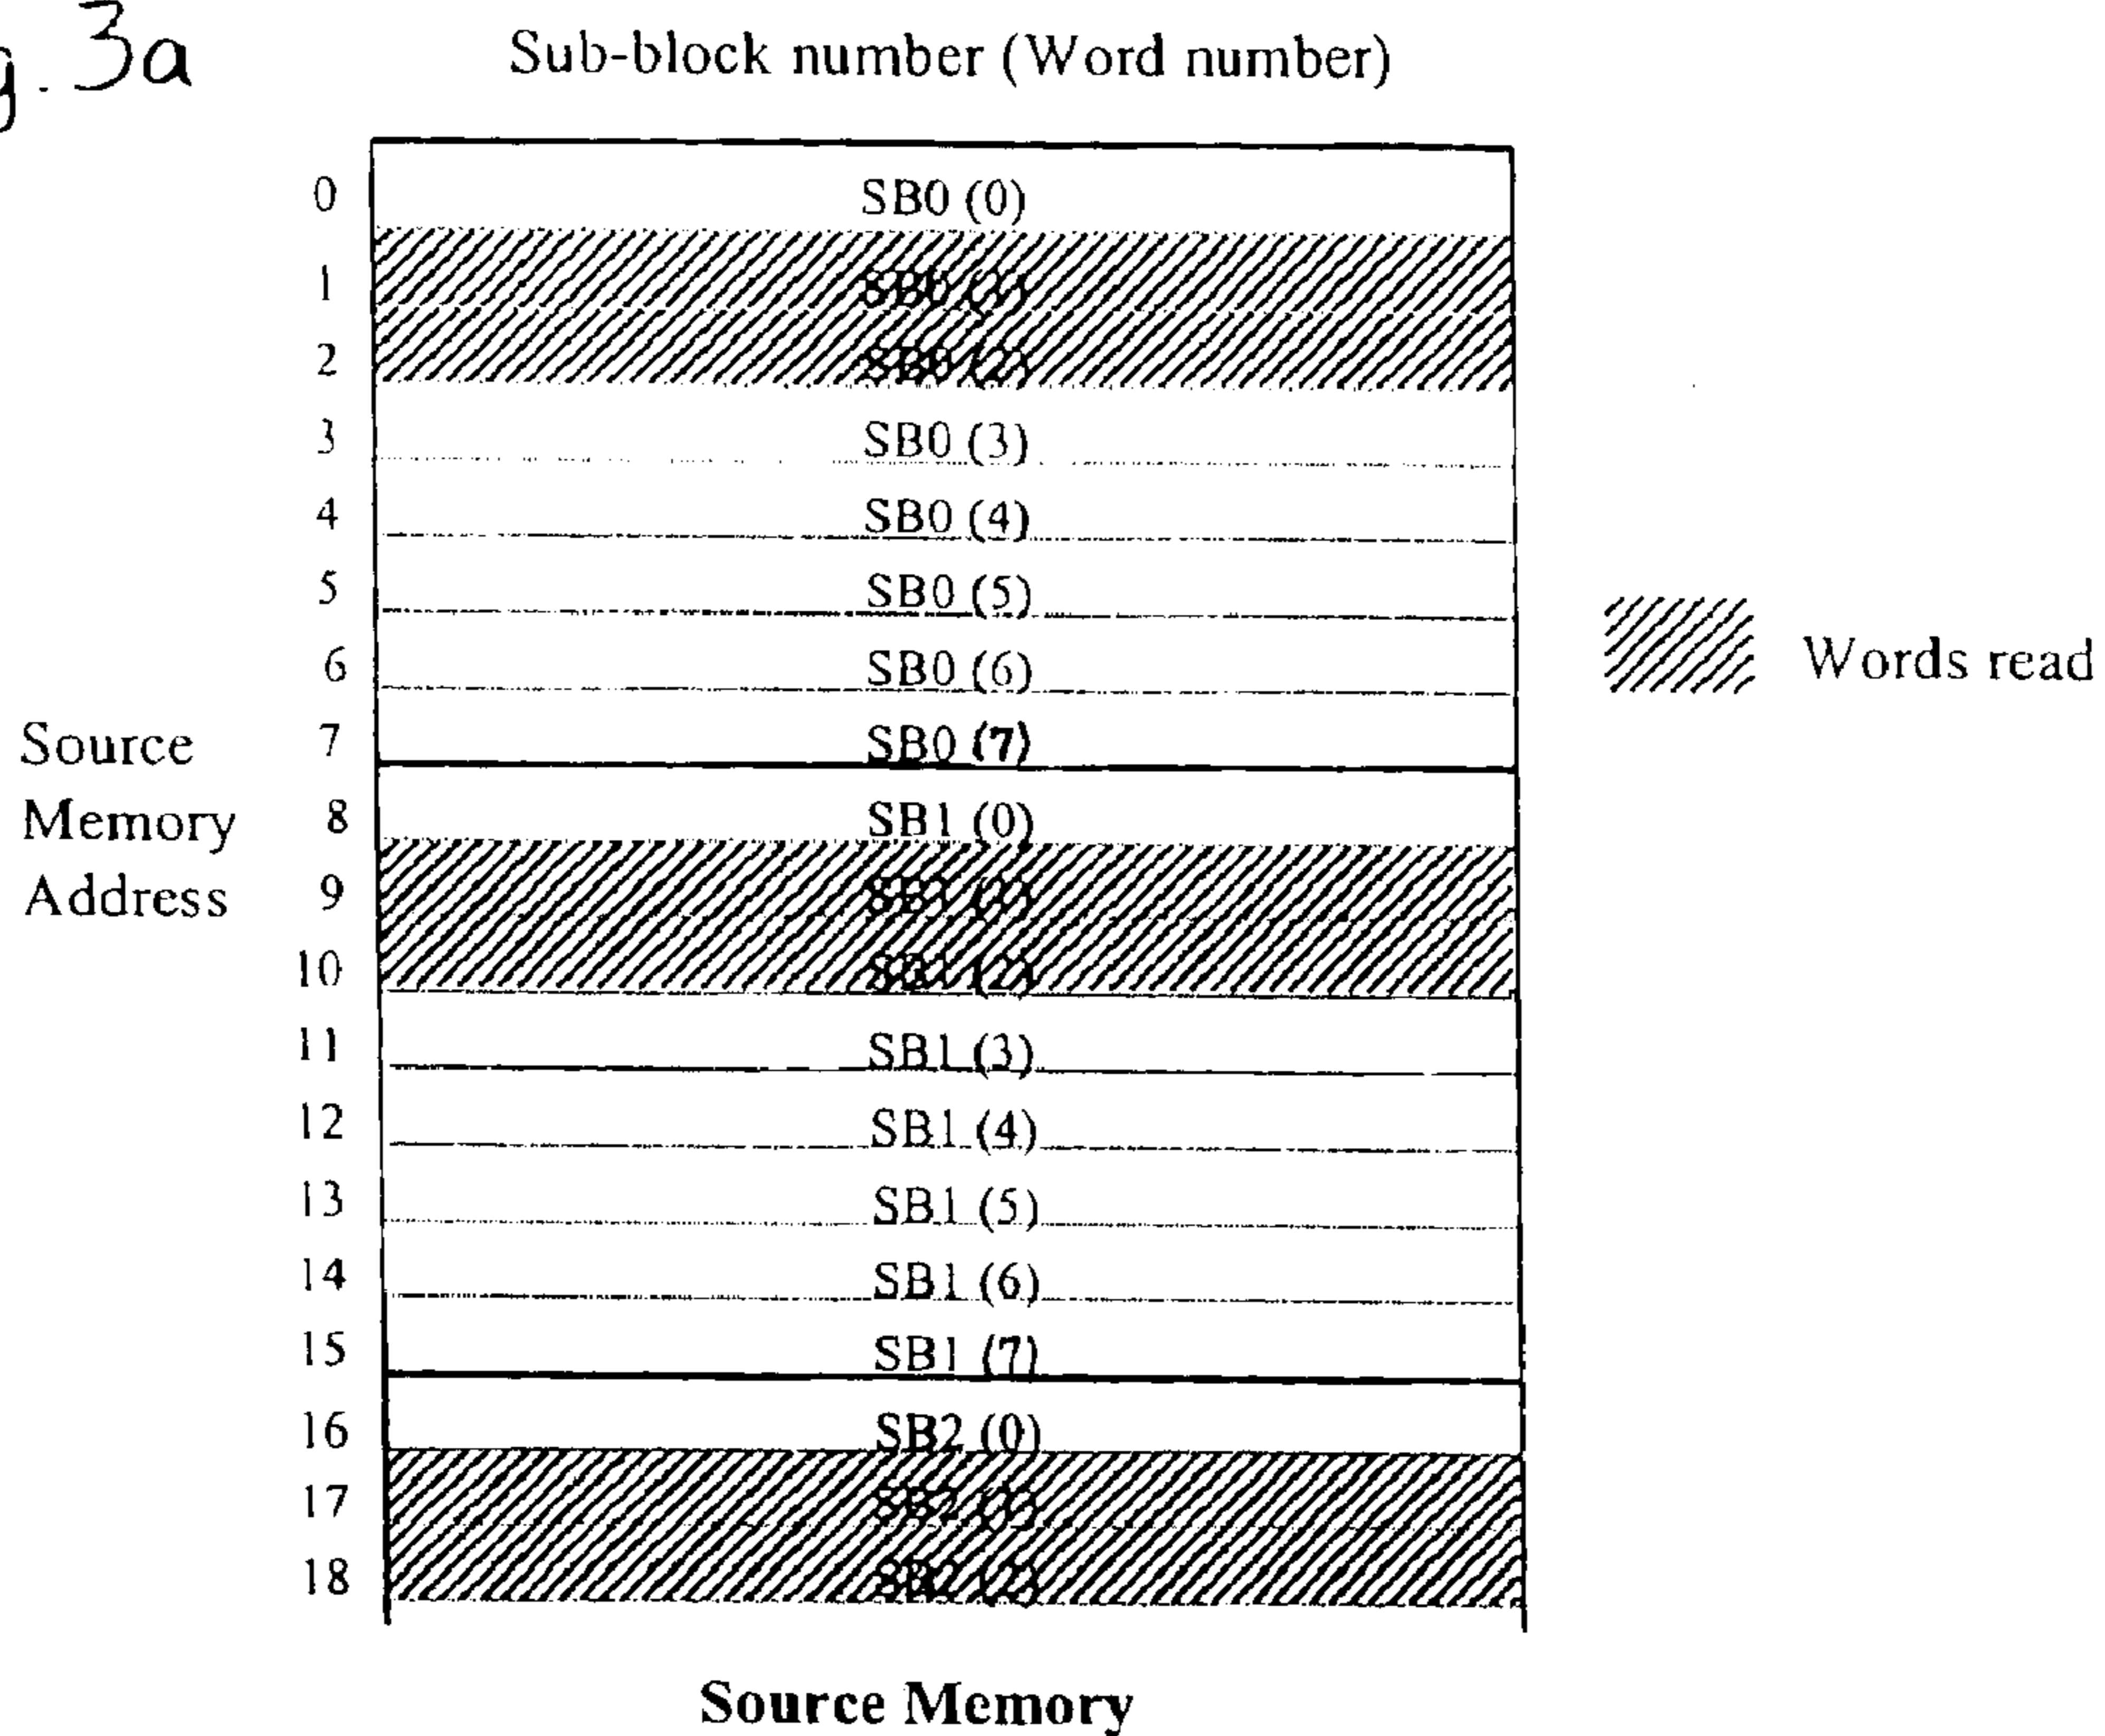 . 3a
Sub-block number (Word number)
0 SB0 (0)
1
2 SB0 (2)
3 SB0 (3)
4 SB0 (4)
5 SB0 (5)
6 SB0 (6)
Words read
7 SB0 (7)
Source
Memory
Address
8 SB1 (0)
9
10
11 SB1 (3)
12 SB1 (4)
13 SB1 (5)
14 SB1 (6)
15 SB1 (7)
16 SB2 (0)
17
18
Source Memory